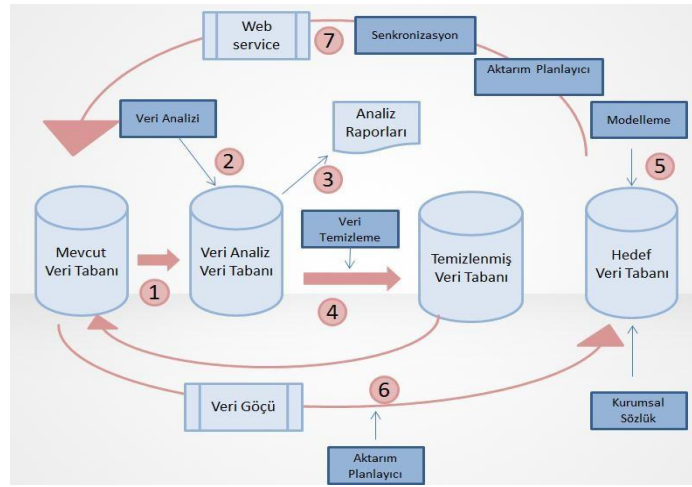 Web
service
7
Senkronizasyon
Aktarım Planlayıcı
Veri Analizi
2
Analiz
Raporları
3
Modelleme
5
Mevcut
Veri Tabanı
1
Veri Analiz
Veri Tabanı
Veri
Temizleme
4
Temizlenmiş
Veri Tabanı
Hedef
Veri Tabanı
Veri Göçü
6
Aktarım
Planlayıcı
Kurumsal
Sözlük